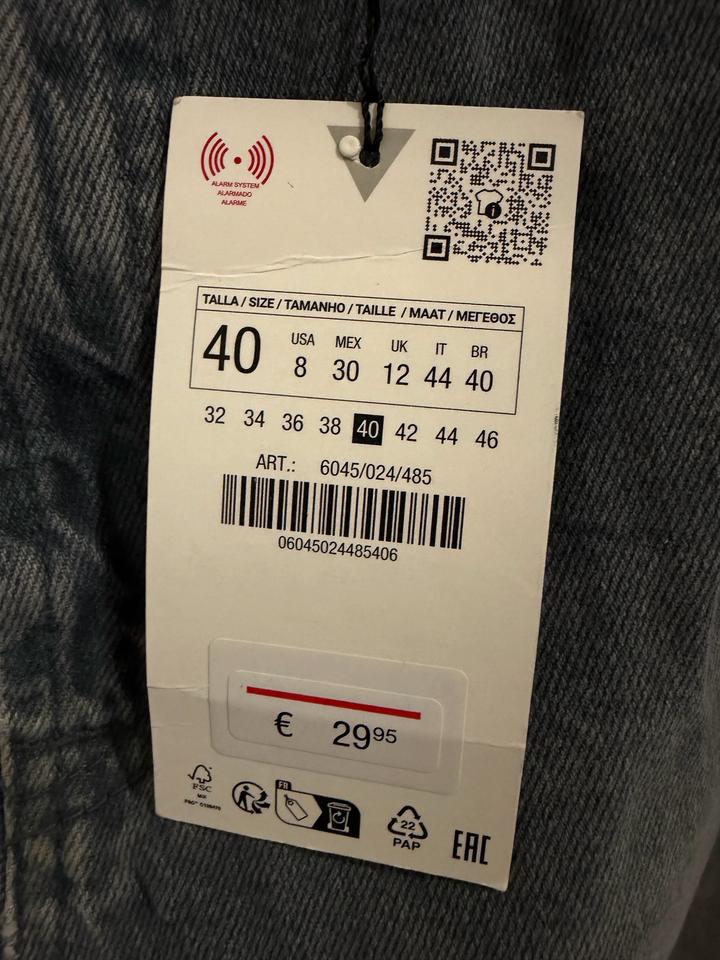 ALARM SYSTEM
ALARMADO
ALARME
i
TALLA / SIZE / TAMANHO / TAILLE / MAAT / ΜΕΓΕΘΟΣ
40
USA MEX UK IT BR
8 30 12 44 40
32 34 36 38 40 42 44 46
ART.: 6045/024/485
06045024485406
€ 29 95
FSC
MIX
FR
22
PAP
EAC